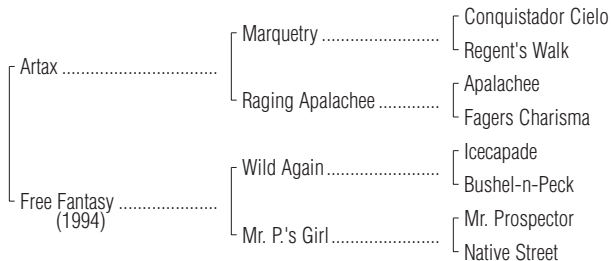 Conquistador Cielo
Marquetry ..........................
Regent's Walk
Artax .................................
Apalachee
Raging Apalachee .............
Fagers Charisma
Icecapade
Wild Again ........................
Bushel-n-Peck
Free Fantasy .....................
(1994)
Mr. Prospector
Mr. P.'s Girl .......................
Native Street